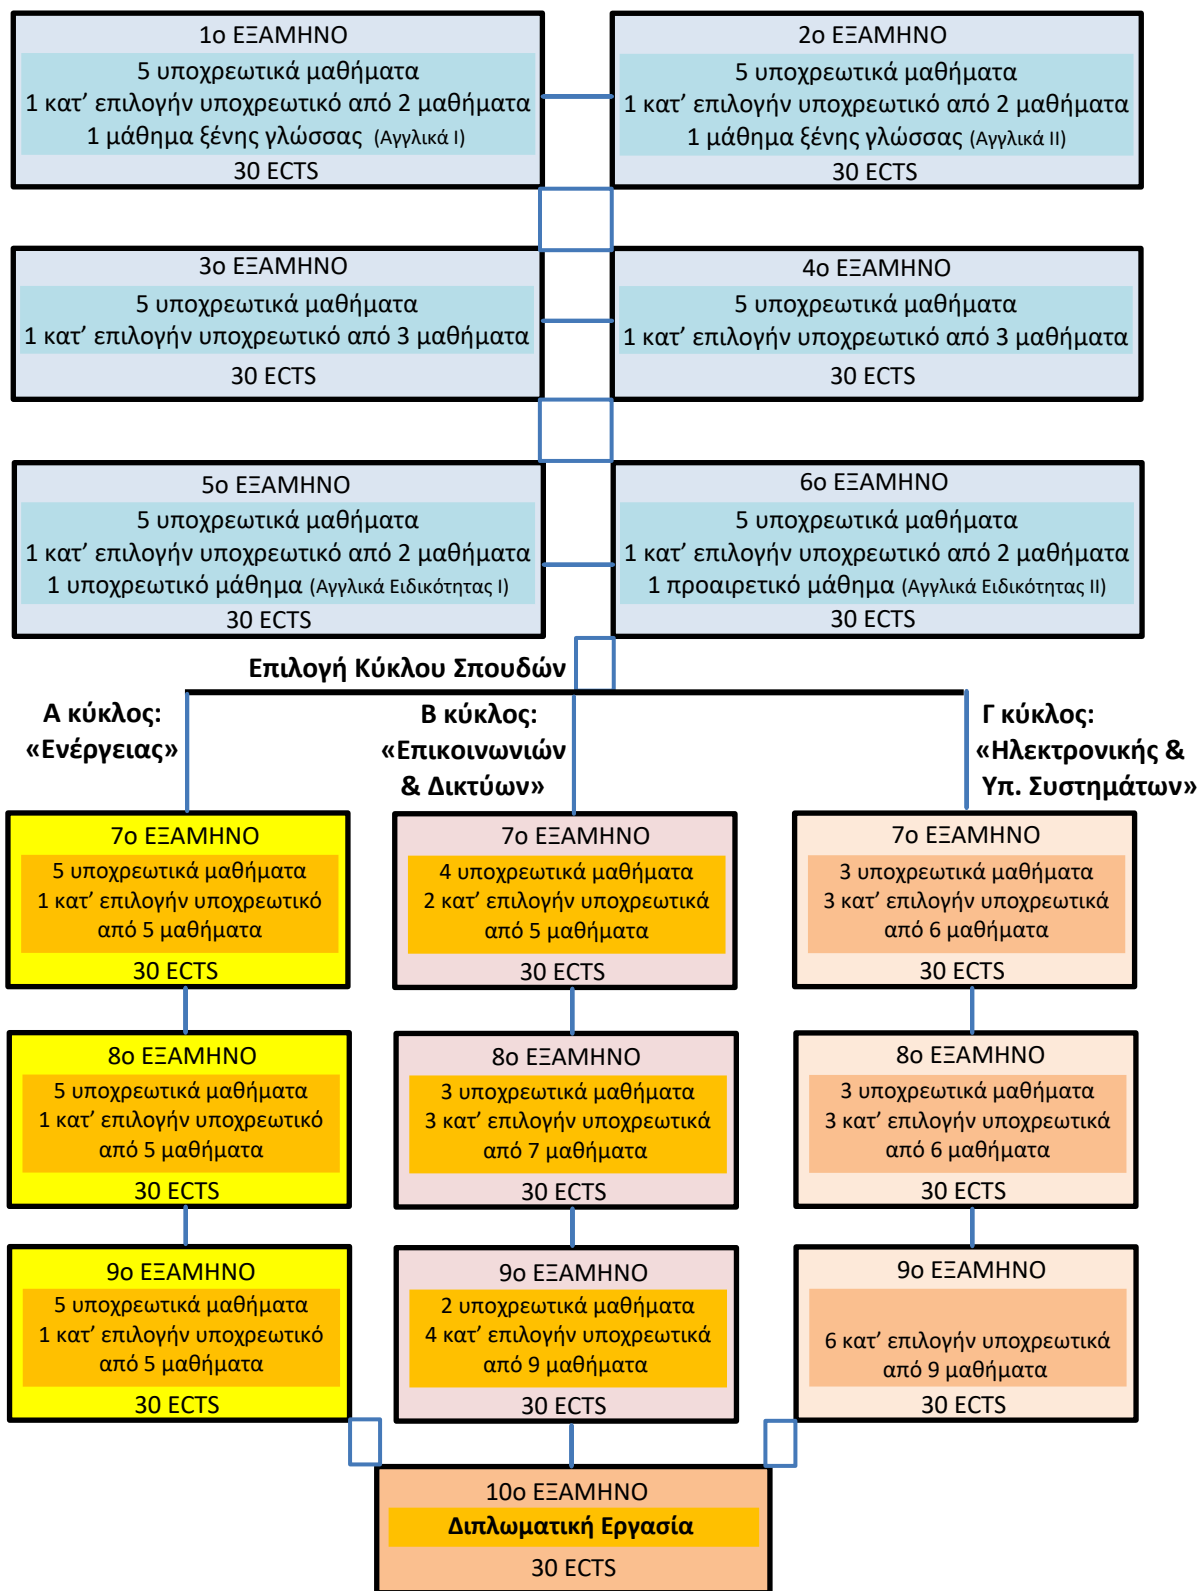 1ο ΕΞΑΜΗΝΟ
5 υποχρεωτικά μαθήματα
1 κατ’ επιλογήν υποχρεωτικό από 2 μαθήματα
1 μάθημα ξένης γλώσσας (Αγγλικά Ι)
30 ECTS
2ο ΕΞΑΜΗΝΟ
5 υποχρεωτικά μαθήματα
1 κατ’ επιλογήν υποχρεωτικό από 2 μαθήματα
1 μάθημα ξένης γλώσσας (Αγγλικά ΙΙ)
30 ECTS
3ο ΕΞΑΜΗΝΟ
5 υποχρεωτικά μαθήματα
1 κατ’ επιλογήν υποχρεωτικό από 3 μαθήματα
30 ECTS
4ο ΕΞΑΜΗΝΟ
5 υποχρεωτικά μαθήματα
1 κατ’ επιλογήν υποχρεωτικό από 3 μαθήματα
30 ECTS
5ο ΕΞΑΜΗΝΟ
5 υποχρεωτικά μαθήματα
1 κατ’ επιλογήν υποχρεωτικό από 2 μαθήματα
1 υποχρεωτικό μάθημα (Αγγλικά Ειδικότητας Ι)
30 ECTS
6ο ΕΞΑΜΗΝΟ
5 υποχρεωτικά μαθήματα
1 κατ’ επιλογήν υποχρεωτικό από 2 μαθήματα
1 προαιρετικό μάθημα (Αγγλικά Ειδικότητας ΙΙ)
30 ECTS
Επιλογή Κύκλου Σπουδών
Α κύκλος:
«Ενέργειας»
Β κύκλος:
«Επικοινωνιών
& Δικτύων»
Γ κύκλος:
«Ηλεκτρονικής &
Υπ. Συστημάτων»
7ο ΕΞΑΜΗΝΟ
5 υποχρεωτικά μαθήματα
1 κατ’ επιλογήν υποχρεωτικό
από 5 μαθήματα
30 ECTS
7ο ΕΞΑΜΗΝΟ
4 υποχρεωτικά μαθήματα
2 κατ’ επιλογήν υποχρεωτικά
από 5 μαθήματα
30 ECTS
7ο ΕΞΑΜΗΝΟ
3 υποχρεωτικά μαθήματα
3 κατ’ επιλογήν υποχρεωτικά
από 6 μαθήματα
30 ECTS
8ο ΕΞΑΜΗΝΟ
5 υποχρεωτικά μαθήματα
1 κατ’ επιλογήν υποχρεωτικό
από 5 μαθήματα
30 ECTS
8ο ΕΞΑΜΗΝΟ
3 υποχρεωτικά μαθήματα
3 κατ’ επιλογήν υποχρεωτικά
από 7 μαθήματα
30 ECTS
8ο ΕΞΑΜΗΝΟ
3 υποχρεωτικά μαθήματα
3 κατ’ επιλογήν υποχρεωτικά
από 6 μαθήματα
30 ECTS
9ο ΕΞΑΜΗΝΟ
5 υποχρεωτικά μαθήματα
1 κατ’ επιλογήν υποχρεωτικό
από 5 μαθήματα
30 ECTS
9ο ΕΞΑΜΗΝΟ
2 υποχρεωτικά μαθήματα
4 κατ’ επιλογήν υποχρεωτικά
από 9 μαθήματα
30 ECTS
9ο ΕΞΑΜΗΝΟ
6 κατ’ επιλογήν υποχρεωτικά
από 9 μαθήματα
30 ECTS
10ο ΕΞΑΜΗΝΟ
Διπλωματική Εργασία
30 ECTS